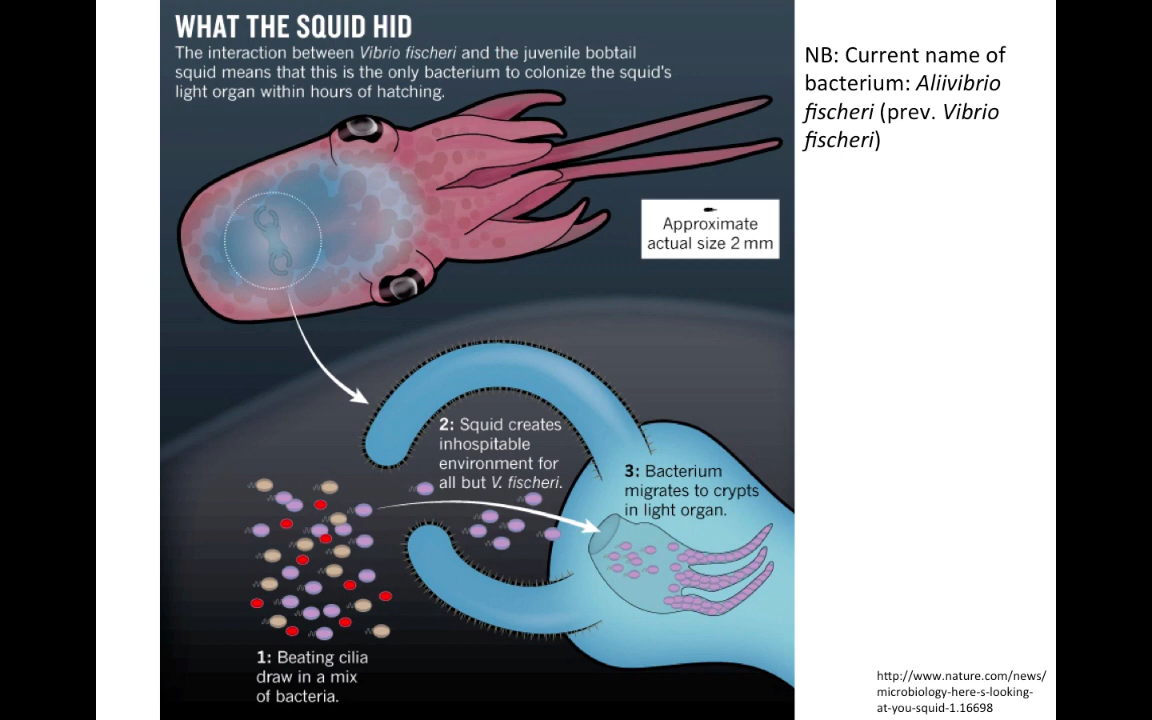 WHAT THE SQUID HID
The interaction between Vibrio fischeri and the juvenile bobtail
squid means that this is the only bacterium to colonize the squid's
light organ within hours of hatching.
NB: Current name of
bacterium: Aliivibrio
fischeri (prev. Vibrio
fischeri)
Approximate
actual size 2 mm
2: Squid creates
inhospitable
environment for
all but V. fischeri.
3: Bacterium
migrates to crypts
in light organ.
1: Beating cilia
draw in a mix
of bacteria.
http://www.nature.com/news/
microbiology-here-s-looking-
at-you-squid-1.16698